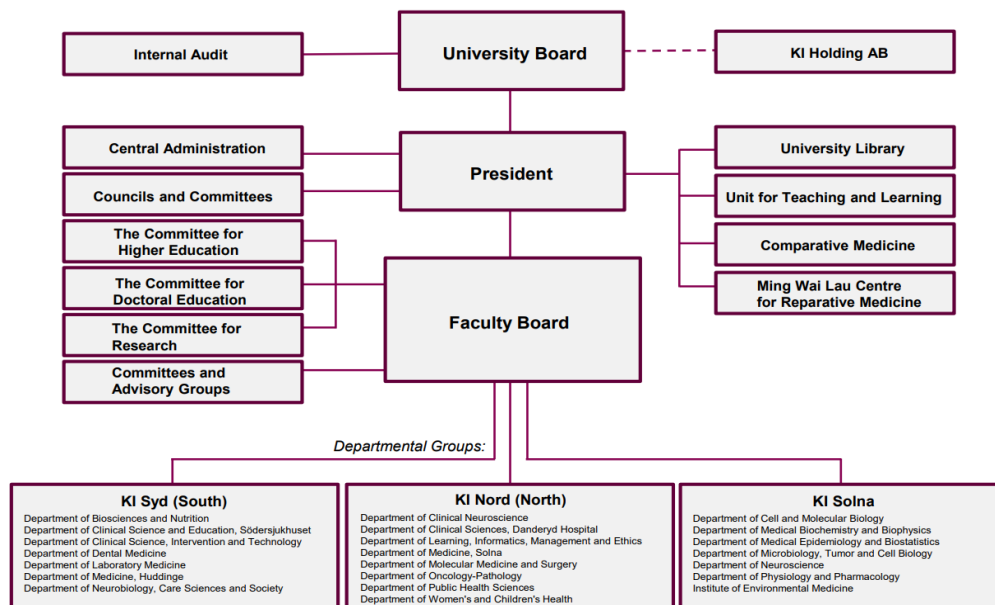 Internal Audit
University Board
KI Holding AB
Central Administration
Councils and Committees
President
University Library
Unit for Teaching and Learning
Comparative Medicine
Ming Wai Lau Centre
for Reparative Medicine
The Committee for
Higher Education
The Committee for
Doctoral Education
The Committee for
Research
Committees and
Advisory Groups
Faculty Board
Departmental Groups:
KI Syd (South)
Department of Biosciences and Nutrition
Department of Clinical Science and Education, Södersjukhuset
Department of Clinical Science, Intervention and Technology
Department of Dental Medicine
Department of Laboratory Medicine
Department of Medicine, Huddinge
Department of Neurobiology, Care Sciences and Society
KI Nord (North)
Department of Clinical Neuroscience
Department of Clinical Sciences, Danderyd Hospital
Department of Learning, Informatics, Management and Ethics
Department of Medicine, Solna
Department of Molecular Medicine and Surgery
Department of Oncology-Pathology
Department of Public Health Sciences
Department of Women's and Children's Health
KI Solna
Department of Cell and Molecular Biology
Department of Medical Biochemistry and Biophysics
Department of Medical Epidemiology and Biostatistics
Department of Microbiology, Tumor and Cell Biology
Department of Neuroscience
Department of Physiology and Pharmacology
Institute of Environmental Medicine